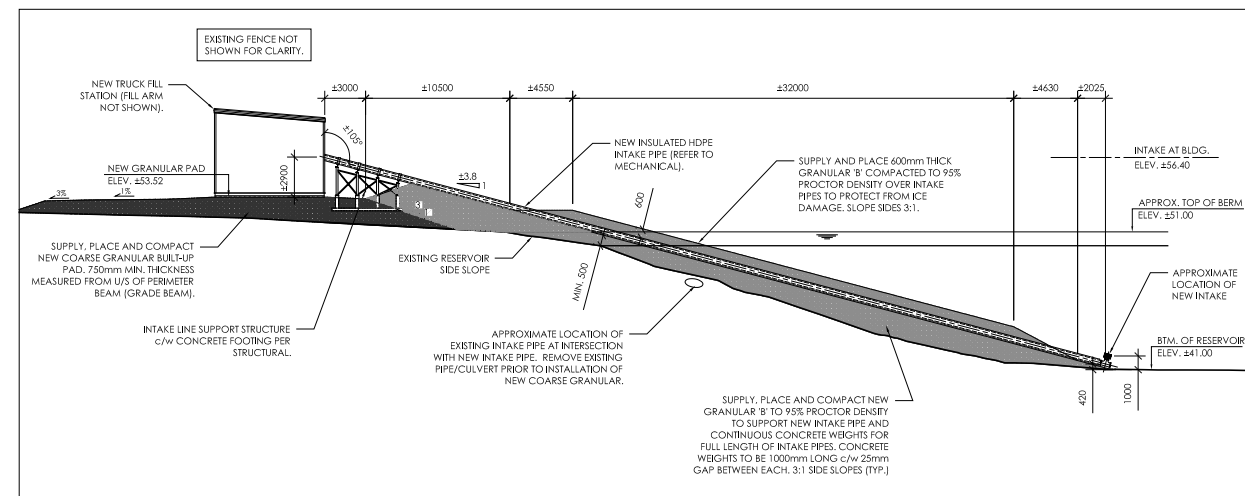 EXISTING FENCE NOT
SHOWN FOR CLARITY.
NEW TRUCK FILL
STATION (FILL ARM
NOT SHOWN).
±3000
±10500
±4550
±32000
±4630
±2025
±105°
NEW INSULATED HDPE
INTAKE PIPE (REFER TO
MECHANICAL).
SUPPLY AND PLACE 600mm THICK
GRANULAR 'B' COMPACTED TO 95%
PROCTOR DENSITY OVER INTAKE
PIPES TO PROTECT FROM ICE
DAMAGE. SLOPE SIDES 3:1.
INTAKE AT BLDG.
ELEV. ±56.40
NEW GRANULAR PAD
ELEV. ±53.52
±2900
±3.8
1
600
APPROX. TOP OF BERM
ELEV. ±51.00
3%
1%
3
SUPPLY, PLACE AND COMPACT
NEW COARSE GRANULAR BUILT-UP
PAD. 750mm MIN. THICKNESS
MEASURED FROM U/S OF PERIMETER
BEAM (GRADE BEAM).
EXISTING RESERVOIR
SIDE SLOPE
MIN. 500
APPROXIMATE
LOCATION OF
NEW INTAKE
INTAKE LINE SUPPORT STRUCTURE
c/w CONCRETE FOOTING PER
STRUCTURAL.
APPROXIMATE LOCATION OF
EXISTING INTAKE PIPE AT INTERSECTION
WITH NEW INTAKE PIPE. REMOVE EXISTING
PIPE/CULVERT PRIOR TO INSTALLATION OF
NEW COARSE GRANULAR.
BTM. OF RESERVOIR
ELEV. ±41.00
SUPPLY, PLACE AND COMPACT NEW
GRANULAR 'B' TO 95% PROCTOR DENSITY
TO SUPPORT NEW INTAKE PIPE AND
CONTINUOUS CONCRETE WEIGHTS FOR
FULL LENGTH OF INTAKE PIPES. CONCRETE
WEIGHTS TO BE 1000mm LONG c/w 25mm
GAP BETWEEN EACH. 3:1 SIDE SLOPES (TYP.)
420
1000